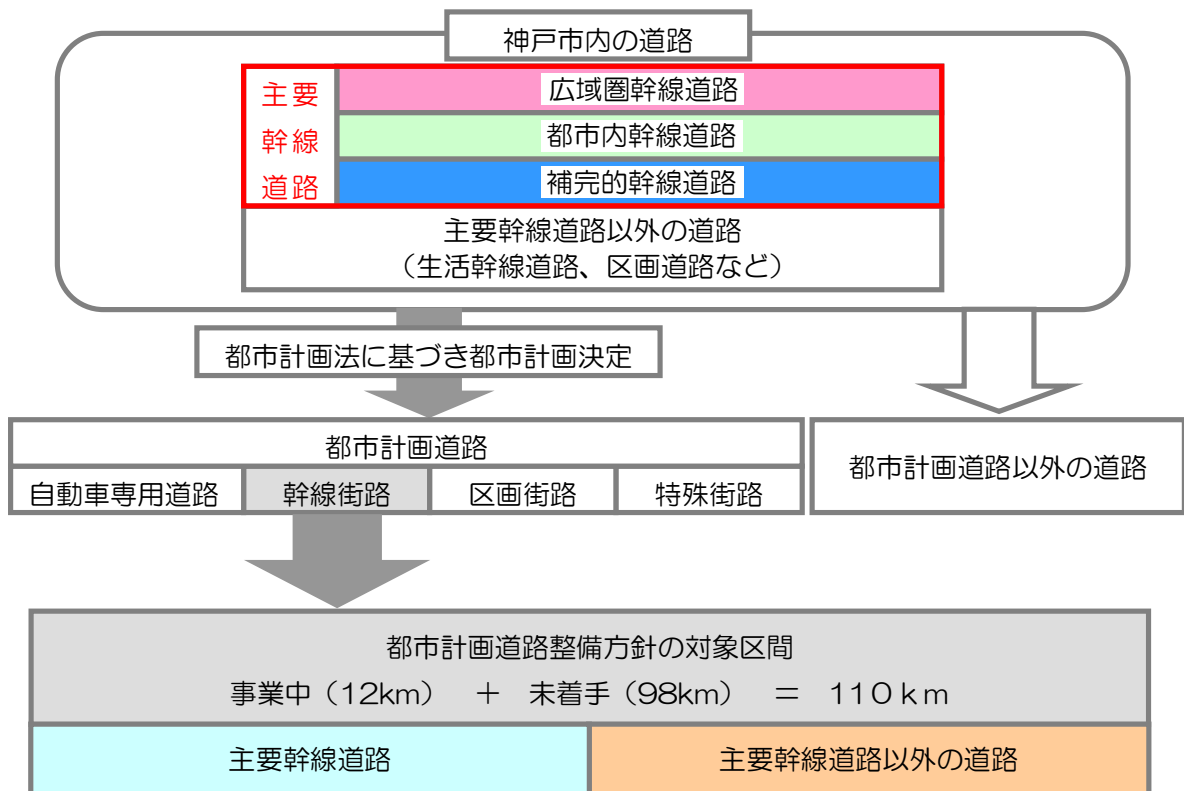 神戸市内の道路
主要
幹線
道路
広域圏幹線道路
都市内幹線道路
補完的幹線道路
主要幹線道路以外の道路
（生活幹線道路、区画道路など）
都市計画法に基づき都市計画決定
都市計画道路
自動車専用道路
幹線街路
区画街路
特殊街路
都市計画道路以外の道路
都市計画道路整備方針の対象区間
事業中（12km）　＋　未着手（98km）　＝　１１０ｋｍ
主要幹線道路
主要幹線道路以外の道路